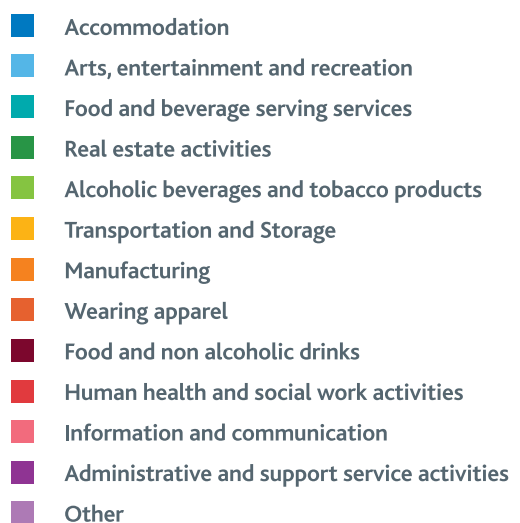 Accommodation
Arts, entertainment and recreation
Food and beverage serving services
Real estate activities
Alcoholic beverages and tobacco products
Transportation and Storage
Manufacturing
Wearing apparel
Food and non alcoholic drinks
Human health and social work activities
Information and communication
Administrative and support service activities
Other